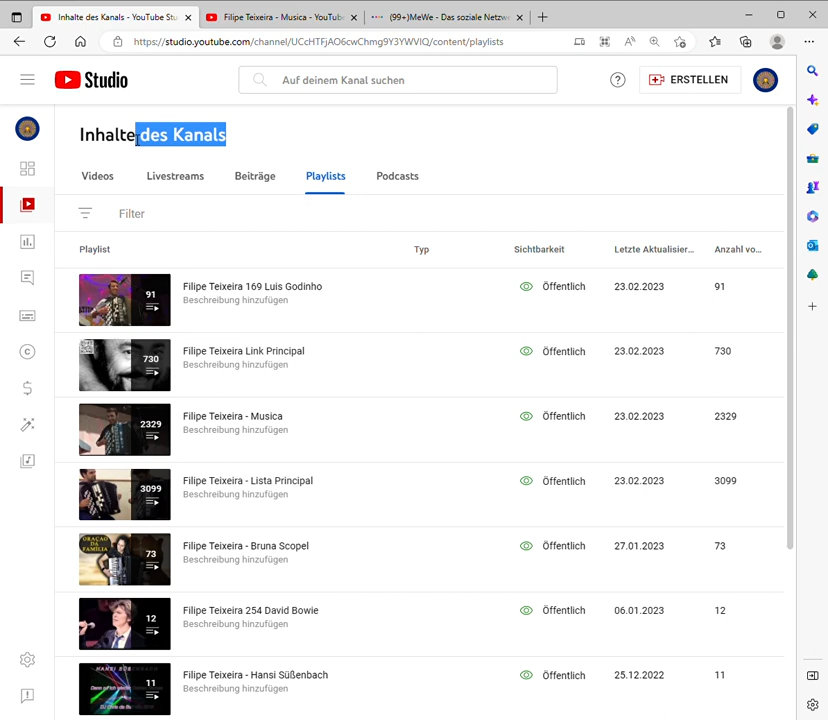 Inhalte des Kanals - YouTube Stu
Filipe Teixeira - Musica - YouTube
(99+)MeWe - Das soziale Netzwe
https://studio.youtube.com/channel/UCcHTFjAO6cwChmg9Y3YWVIQ/content/playlists
Studio
Auf deinem Kanal suchen
ERSTELLEN
Inhalte des Kanals
Videos
Livestreams
Beiträge
Playlists
Podcasts
Filter
Playlist
Typ
Sichtbarkeit
Letzte Aktualisier...
Anzahl vo...
91
Filipe Teixeira 169 Luis Godinho
Beschreibung hinzufügen
Öffentlich
23.02.2023
91
730
Filipe Teixeira Link Principal
Beschreibung hinzufügen
Öffentlich
23.02.2023
730
2329
Filipe Teixeira - Musica
Beschreibung hinzufügen
Öffentlich
23.02.2023
2329
3099
Filipe Teixeira - Lista Principal
Beschreibung hinzufügen
Öffentlich
23.02.2023
3099
ORAÇÃO
DA
FAMÍLIA
73
Filipe Teixeira - Bruna Scopel
Beschreibung hinzufügen
Öffentlich
27.01.2023
73
12
Filipe Teixeira 254 David Bowie
Beschreibung hinzufügen
Öffentlich
06.01.2023
12
11
Filipe Teixeira - Hansi Süßenbach
Beschreibung hinzufügen
Öffentlich
25.12.2022
11